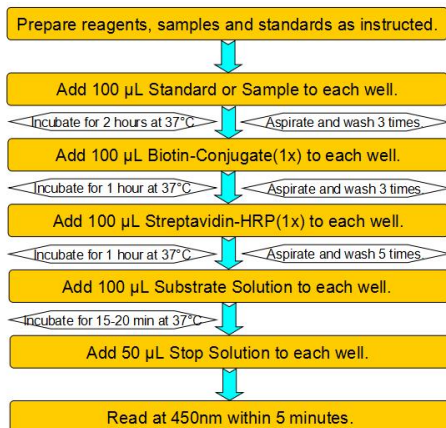 Prepare reagents, samples and standards as instructed.
Add 100 µL Standard or Sample to each well.
Incubate for 2 hours at 37°C
Aspirate and wash 3 times.
Add 100 µL Biotin-Conjugate(1x) to each well.
Incubate for 1 hour at 37°C
Aspirate and wash 3 times.
Add 100 µL Streptavidin-HRP(1x) to each well.
Incubate for 1 hour at 37°C
Aspirate and wash 5 times.
Add 100 µL Substrate Solution to each well.
Incubate for 15-20 min at 37°C
Add 50 µL Stop Solution to each well.
Read at 450nm within 5 minutes.